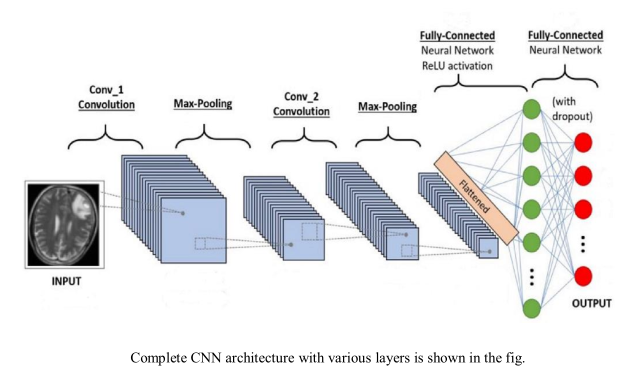 Fully-Connected
Neural Network
ReLU activation
Fully-Connected
Neural Network
Conv_1
Convolution
Max-Pooling
Conv_2
Convolution
Max-Pooling
(with
dropout)
Flattened
INPUT
OUTPUT
Complete CNN architecture with various layers is shown in the fig.